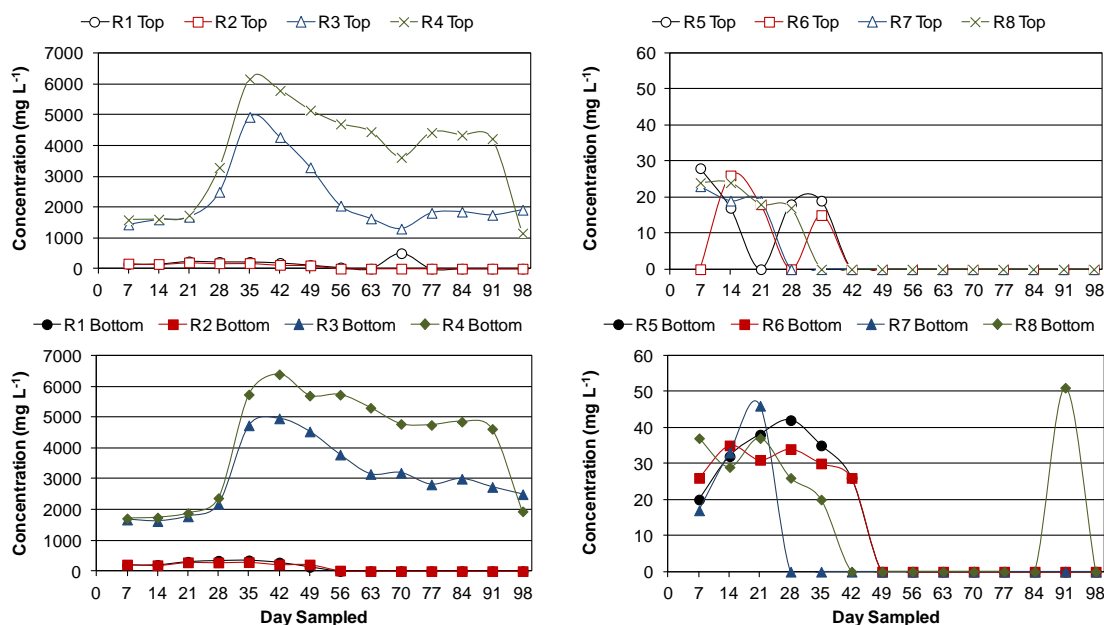 R1 Top R2 Top R3 Top R4 Top
7000
6000
5000
4000
3000
2000
1000
0
Concentration (mg L-1)
0 7 14 21 28 35 42 49 56 63 70 77 84 91 98
R5 Top R6 Top R7 Top R8 Top
60
50
40
30
20
10
0
Concentration (mg L-1)
0 7 14 21 28 35 42 49 56 63 70 77 84 91 98
R1 Bottom R2 Bottom R3 Bottom R4 Bottom
7000
6000
5000
4000
3000
2000
1000
0
Concentration (mg L-1)
0 7 14 21 28 35 42 49 56 63 70 77 84 91 98
Day Sampled
R5 Bottom R6 Bottom R7 Bottom R8 Bottom
60
50
40
30
20
10
0
Concentration (mg L-1)
0 7 14 21 28 35 42 49 56 63 70 77 84 91 98
Day Sampled